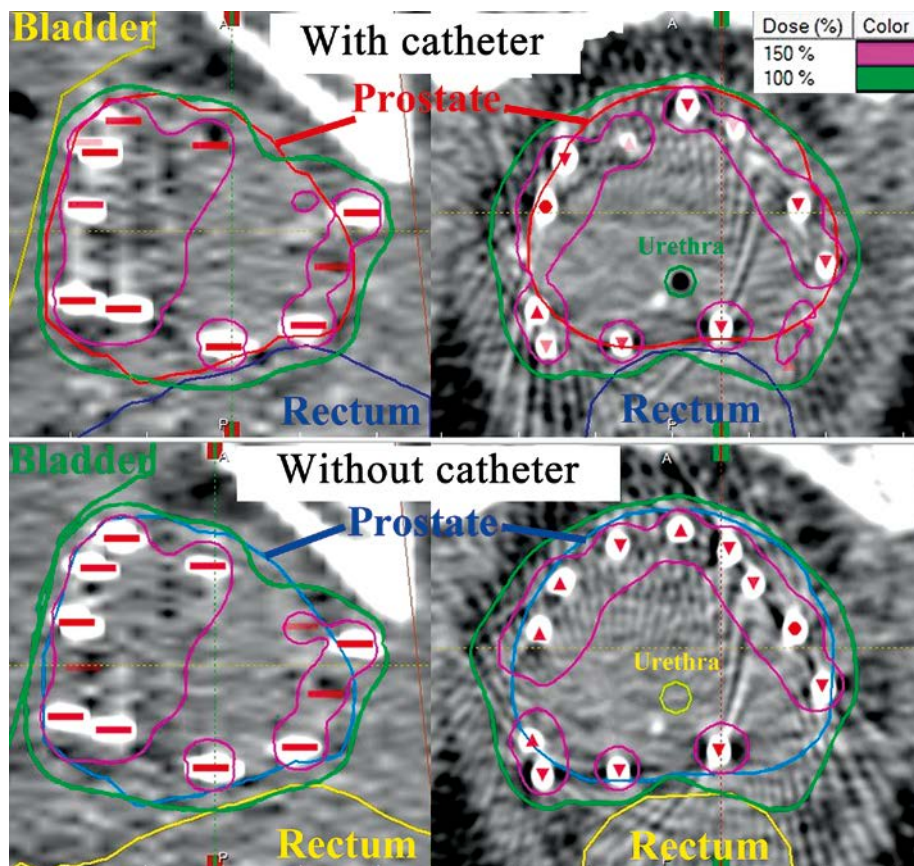 Bladder
With catheter
Dose (%) Color
150 %
100 %
A
A
Prostate
Urethra
Rectum
Rectum
P
P
Bladder
Without catheter
A
A
Prostate
Urethra
Rectum
Rectum
P
P